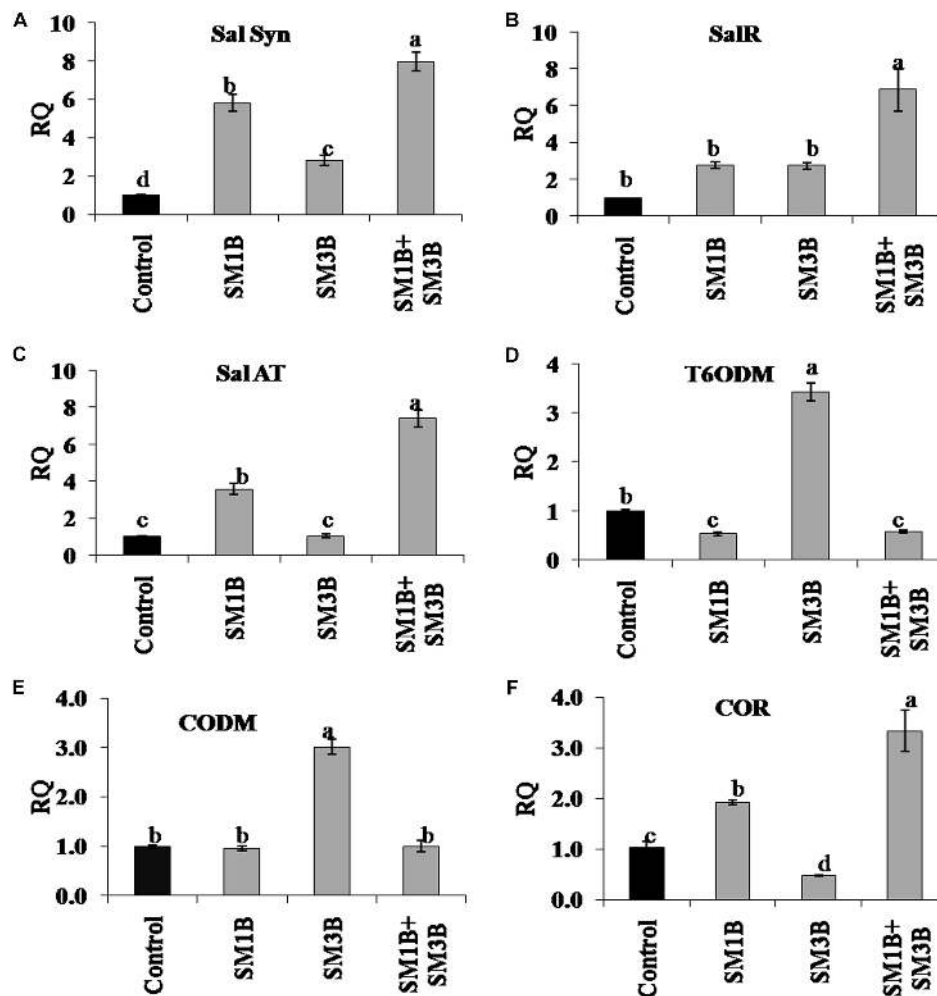 A
Sal Syn
10
8
6
4
2
0
RQ
d
b
c
a
Control
SM1B
SM3B
SM1B+
SM3B
B
SalR
10
8
6
4
2
0
RQ
b
b
b
a
Control
SM1B
SM3B
SM1B+
SM3B
C
Sal AT
10
8
6
4
2
0
RQ
c
b
c
a
Control
SM1B
SM3B
SM1B+
SM3B
D
T6ODM
4
3
2
1
0
RQ
b
c
a
c
Control
SM1B
SM3B
SM1B+
SM3B
E
CODM
4.0
3.0
2.0
1.0
0.0
RQ
b
b
a
b
Control
SM1B
SM3B
SM1B+
SM3B
F
COR
4.0
3.0
2.0
1.0
0.0
RQ
c
b
d
a
Control
SM1B
SM3B
SM1B+
SM3B